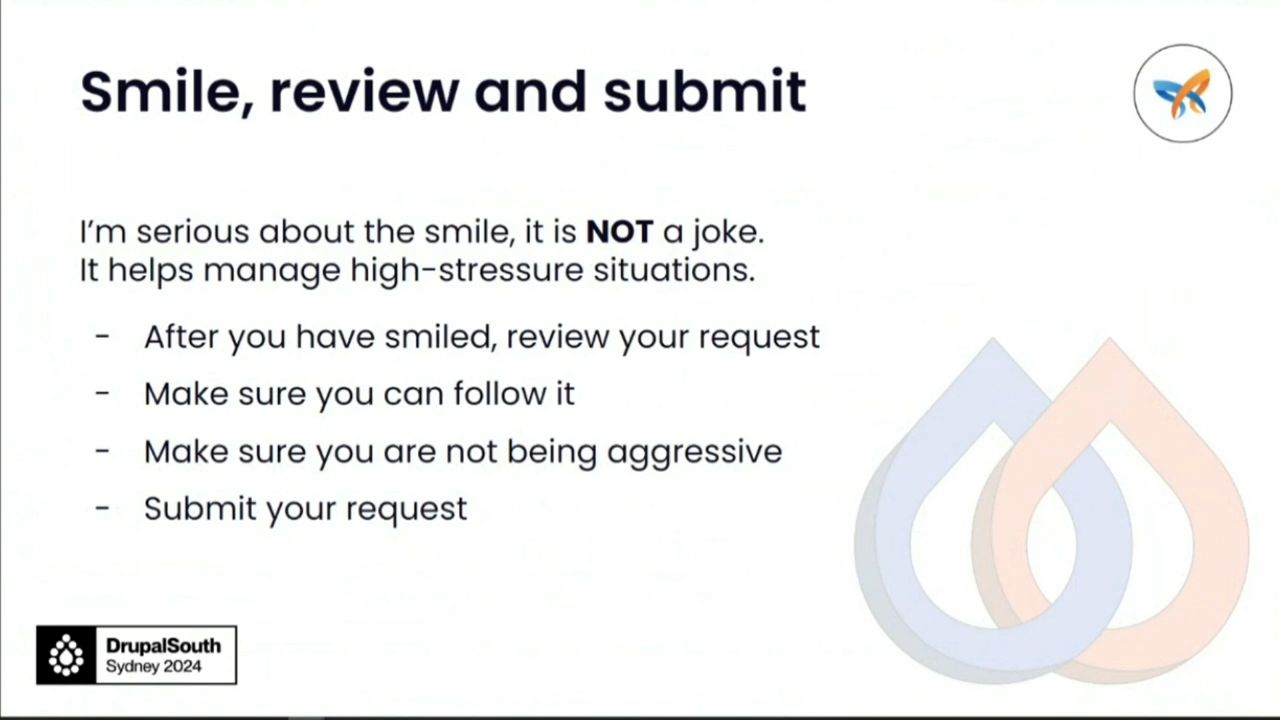 Smile, review and submit
I'm serious about the smile, it is NOT a joke.
It helps manage high-stressure situations.
- After you have smiled, review your request
- Make sure you can follow it
- Make sure you are not being aggressive
- Submit your request
DrupalSouth
Sydney 2024